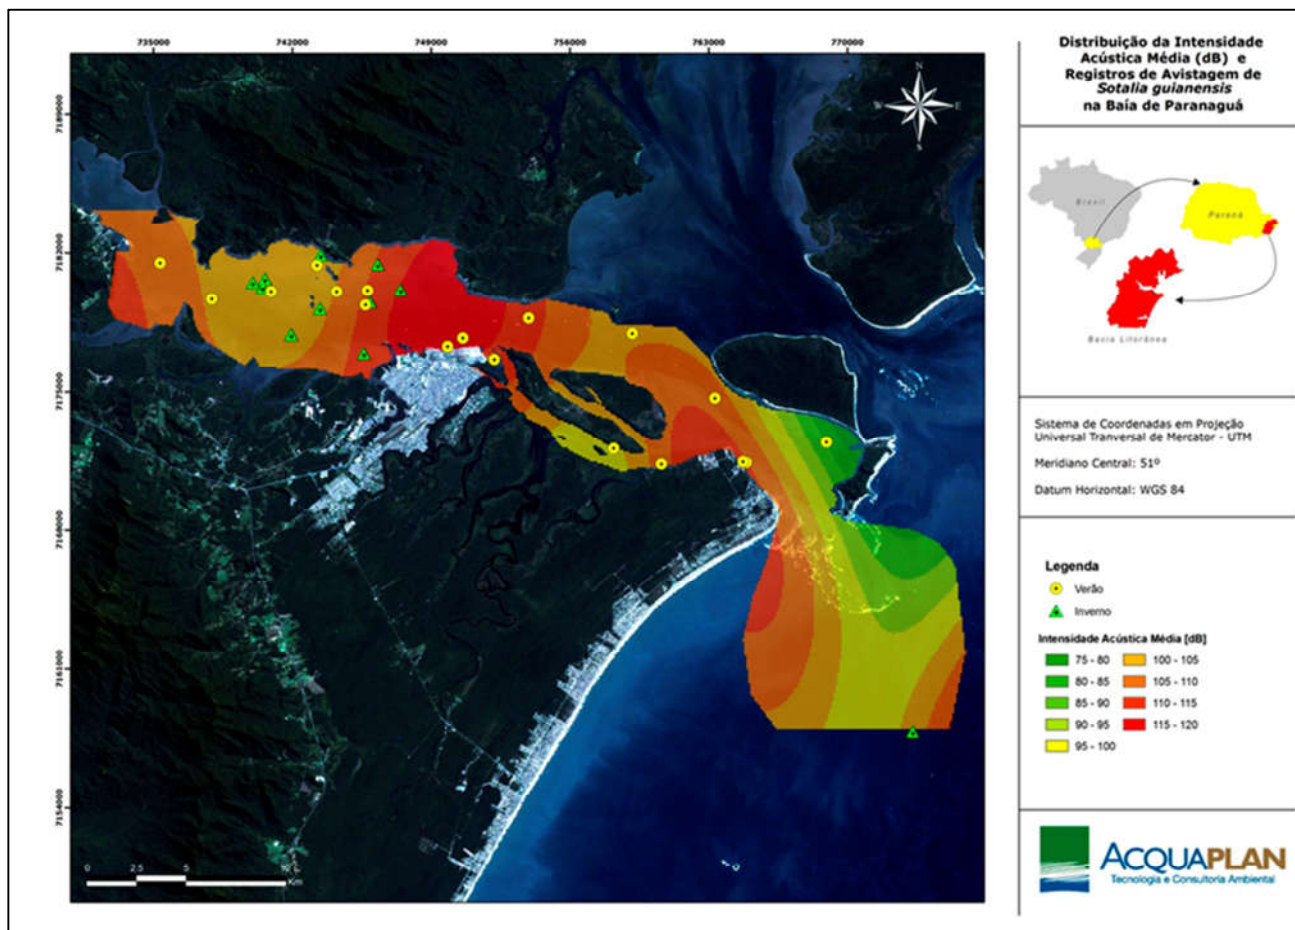 735000
742000
749000
756000
763000
770000
7189000
7182000
7175000
7160000
7161000
7154000
N
W
E
S
0
2,5
5
Km
Distribuição da Intensidade
Acústica Média (dB) e
Registros de Avistagem de
Sotalia guianensis
na Baía de Paranaguá
Brasil
Paraná
Bacia Litorânea
Sistema de Coordenadas em Projeção
Universal Tranversal de Mercator - UTM
Meridiano Central: 51º
Datum Horizontal: WGS 84
Legenda
Verão
Inverno
Intensidade Acústica Média [dB]
75 - 80
80 - 85
85 - 90
90 - 95
95 - 100
100 - 105
105 - 110
110 - 115
115 - 120
ACQUAPLAN
Tecnologia e Consultoria Ambiental